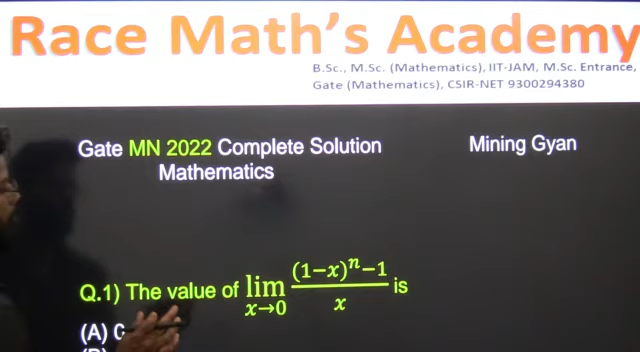 Race Math's Academy
B.Sc., M.Sc. (Mathematics), IIT-JAM, M.Sc. Entrance,
Gate (Mathematics), CSIR-NET 9300294380
Gate MN 2022 Complete Solution
Mathematics
Mining Gyan
Q.1) The value of lim x→0 ((1−x)^n−1)/x is
(A)